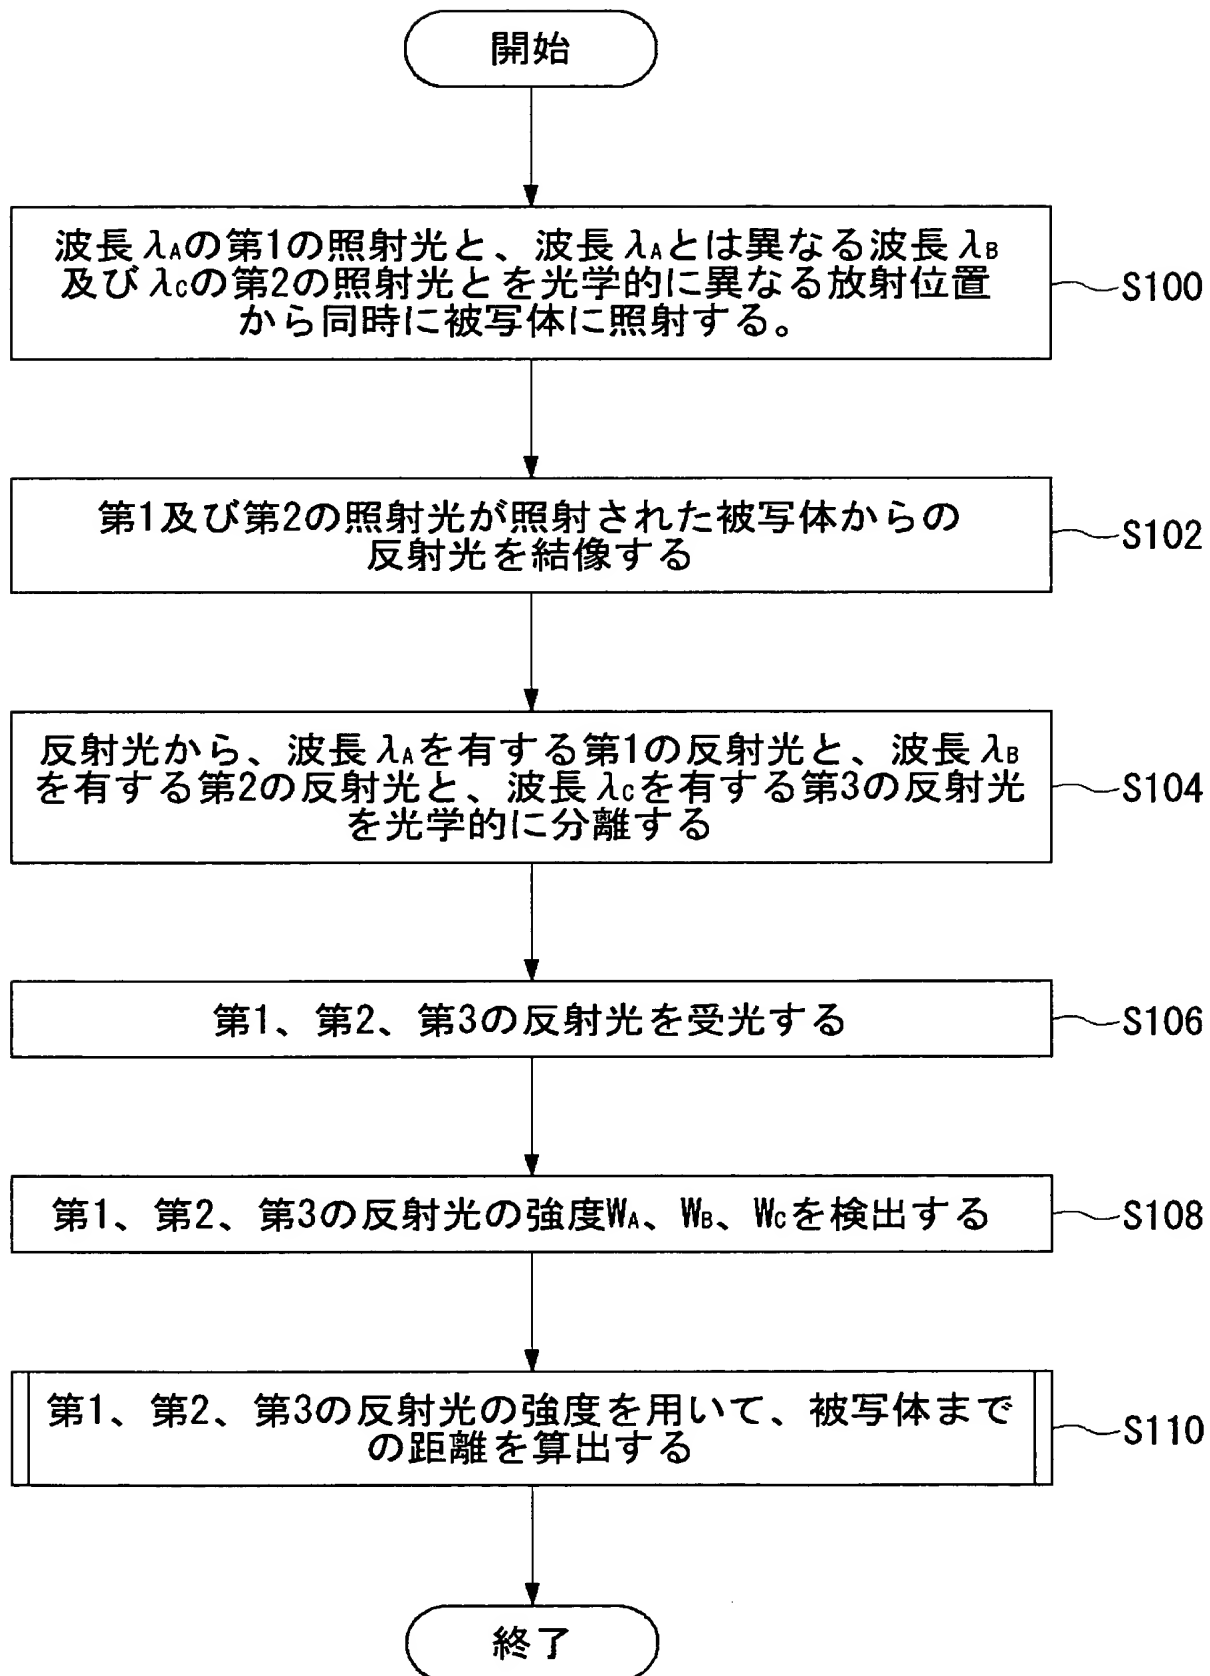 開始
波長λAの第1の照射光と、波長λAとは異なる波長λB
及びλCの第2の照射光とを光学的に異なる放射位置
から同時に被写体に照射する。
S100
第1及び第2の照射光が照射された被写体からの
反射光を結像する
S102
反射光から、波長λAを有する第1の反射光と、波長λB
を有する第2の反射光と、波長λCを有する第3の反射光
を光学的に分離する
S104
第1、第2、第3の反射光を受光する
S106
第1、第2、第3の反射光の強度WA、WB、WCを検出する
S108
第1、第2、第3の反射光の強度を用いて、被写体まで
の距離を算出する
S110
終了